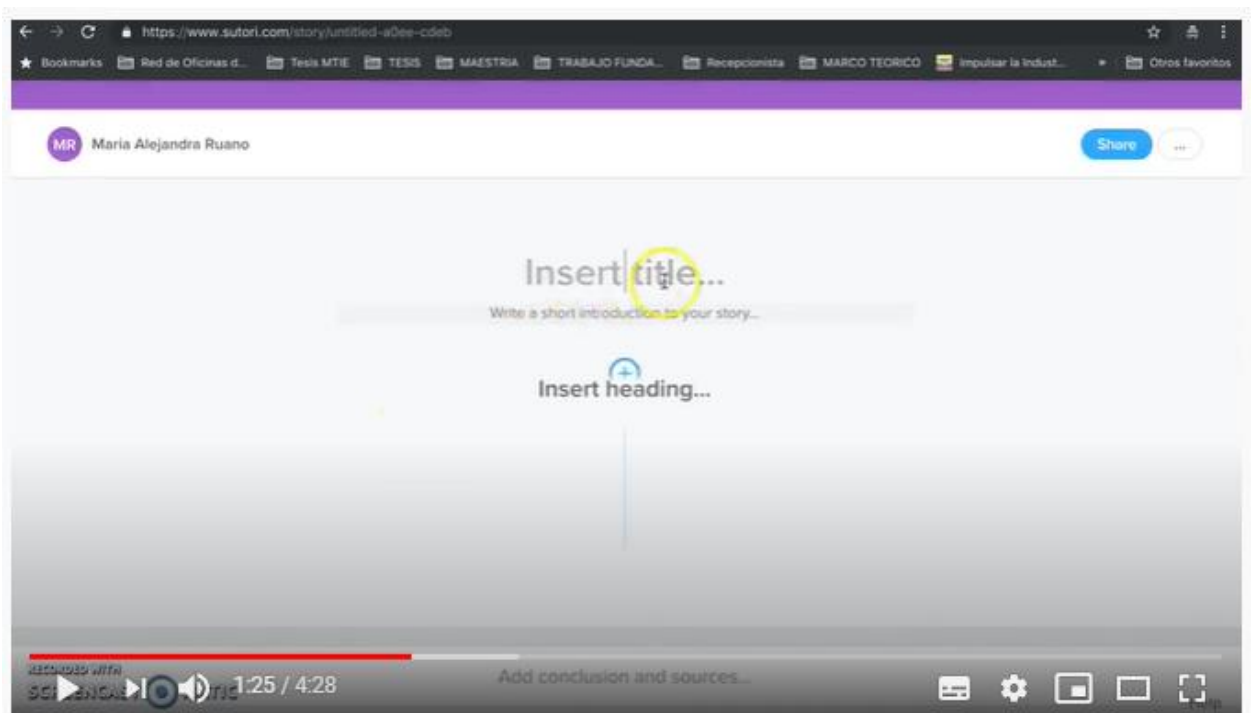 https://www.sutori.com/story/untitled-a0ee-cdeb
Bookmarks Red de Oficinas d... Tesis MTIE TESIS MAESTRIA TRABAJO FUNDA... Recepcionista MARCO TEORICO Impulsar la Indust... » Otros favoritos
MR Maria Alejandra Ruano Share ...
Insert title...
Write a short introduction to your story...
Insert heading...
Add conclusion and sources...
RECORDED WITH
1:25 / 4:28
Help